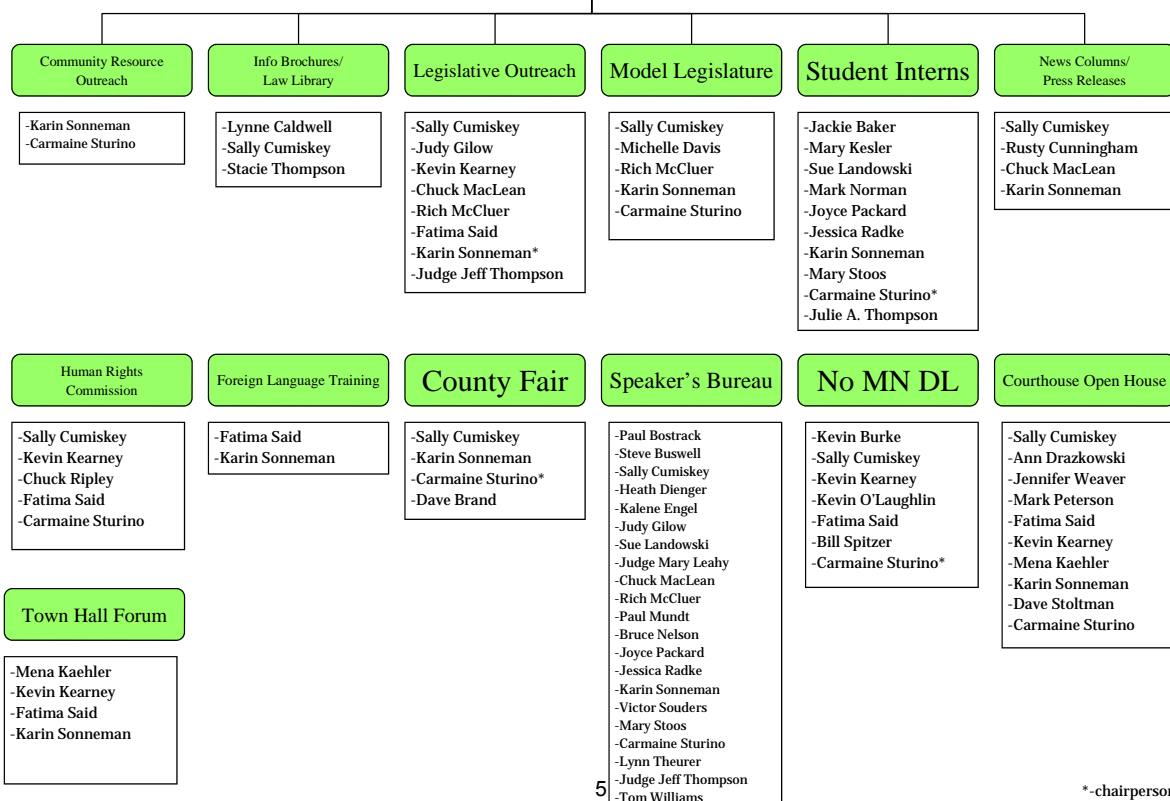 Community Resource
Outreach
-Karin Sonneman
-Carmaine Sturino
Info Brochures/
Law Library
-Lynne Caldwell
-Sally Cumiskey
-Stacie Thompson
Legislative Outreach
-Sally Cumiskey
-Judy Gilow
-Kevin Kearney
-Chuck MacLean
-Rich McCluer
-Fatima Said
-Karin Sonneman*
-Judge Jeff Thompson
Model Legislature
-Sally Cumiskey
-Michelle Davis
-Rich McCluer
-Karin Sonneman
-Carmaine Sturino
Student Interns
-Jackie Baker
-Mary Kesler
-Sue Landowski
-Mark Norman
-Joyce Packard
-Jessica Radke
-Karin Sonneman
-Mary Stoos
-Carmaine Sturino*
-Julie A. Thompson
News Columns/
Press Releases
-Sally Cumiskey
-Rusty Cunningham
-Chuck MacLean
-Karin Sonneman
Human Rights
Commission
-Sally Cumiskey
-Kevin Kearney
-Chuck Ripley
-Fatima Said
-Carmaine Sturino
Foreign Language Training
-Fatima Said
-Karin Sonneman
County Fair
-Sally Cumiskey
-Karin Sonneman
-Carmaine Sturino*
-Dave Brand
Speaker's Bureau
-Paul Bostrack
-Steve Buswell
-Sally Cumiskey
-Heath Dienger
-Kalene Engel
-Judy Gilow
-Sue Landowski
-Judge Mary Leahy
-Chuck MacLean
-Rich McCluer
-Paul Mundt
-Bruce Nelson
-Joyce Packard
-Jessica Radke
-Karin Sonneman
-Victor Souders
-Mary Stoos
-Carmaine Sturino
-Lynn Theurer
-Judge Jeff Thompson
-Tom Williams
No MN DL
-Kevin Burke
-Sally Cumiskey
-Kevin Kearney
-Kevin O'Laughlin
-Fatima Said
-Bill Spitzer
-Carmaine Sturino*
Courthouse Open House
-Sally Cumiskey
-Ann Drazkowski
-Jennifer Weaver
-Mark Peterson
-Fatima Said
-Kevin Kearney
-Mena Kaehler
-Karin Sonneman
-Dave Stoltman
-Carmaine Sturino
Town Hall Forum
-Mena Kaehler
-Kevin Kearney
-Fatima Said
-Karin Sonneman
5
*-chairperson